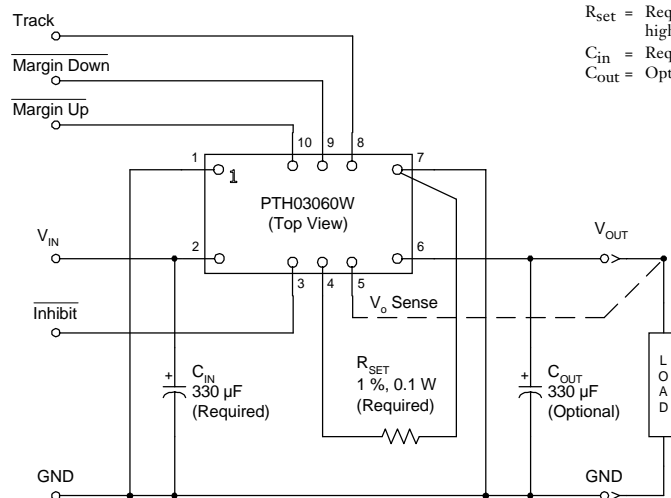 Track
Margin Down
Margin Up
R_set = Req
high
C_in = Req
C_out = Opt
10 9 8
1 7
1
PTH03060W
(Top View)
V_IN
2 6
V_OUT
3 4 5
V_o Sense
Inhibit
+ C_IN
330 µF
(Required)
R_SET
1 %, 0.1 W
(Required)
+ C_OUT
330 µF
(Optional)
L
O
A
D
GND
GND